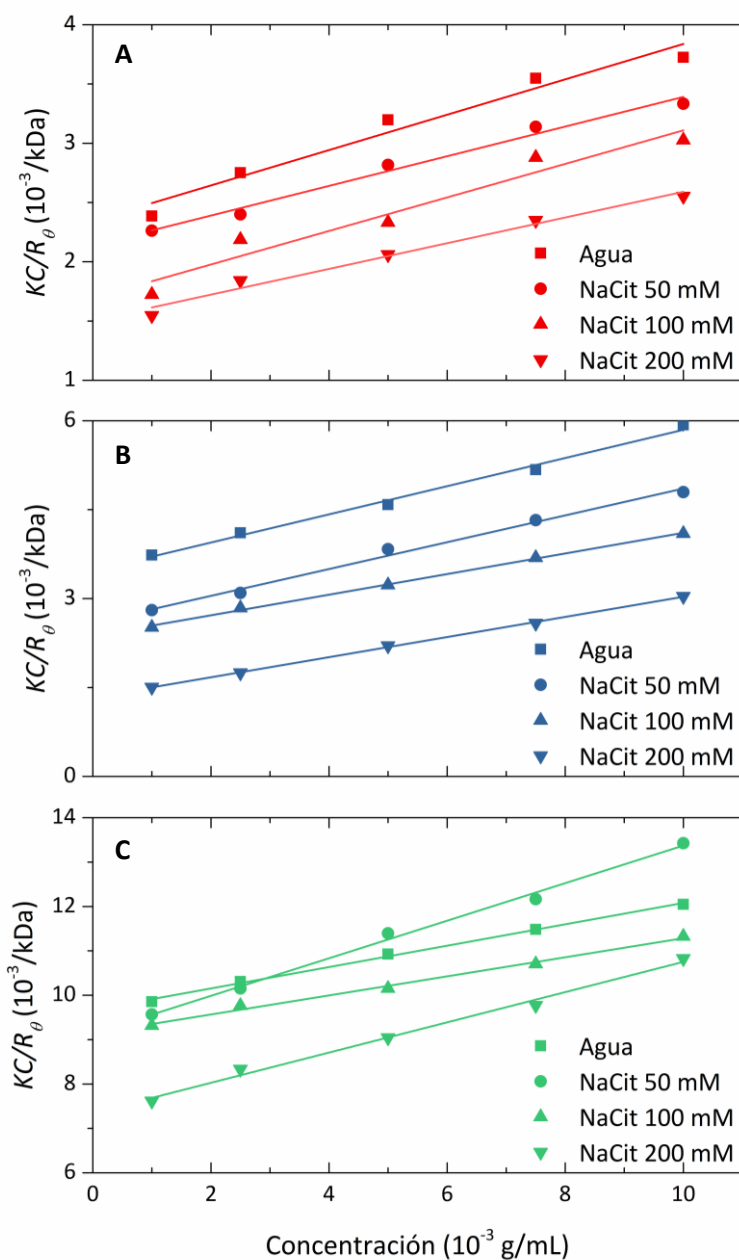 A
4
3
2
1
KC/Rθ (10⁻³/kDa)
Agua
NaCit 50 mM
NaCit 100 mM
NaCit 200 mM
B
6
3
0
KC/Rθ (10⁻³/kDa)
Agua
NaCit 50 mM
NaCit 100 mM
NaCit 200 mM
C
14
12
10
8
6
KC/Rθ (10⁻³/kDa)
Agua
NaCit 50 mM
NaCit 100 mM
NaCit 200 mM
0 2 4 6 8 10
Concentración (10⁻³ g/mL)